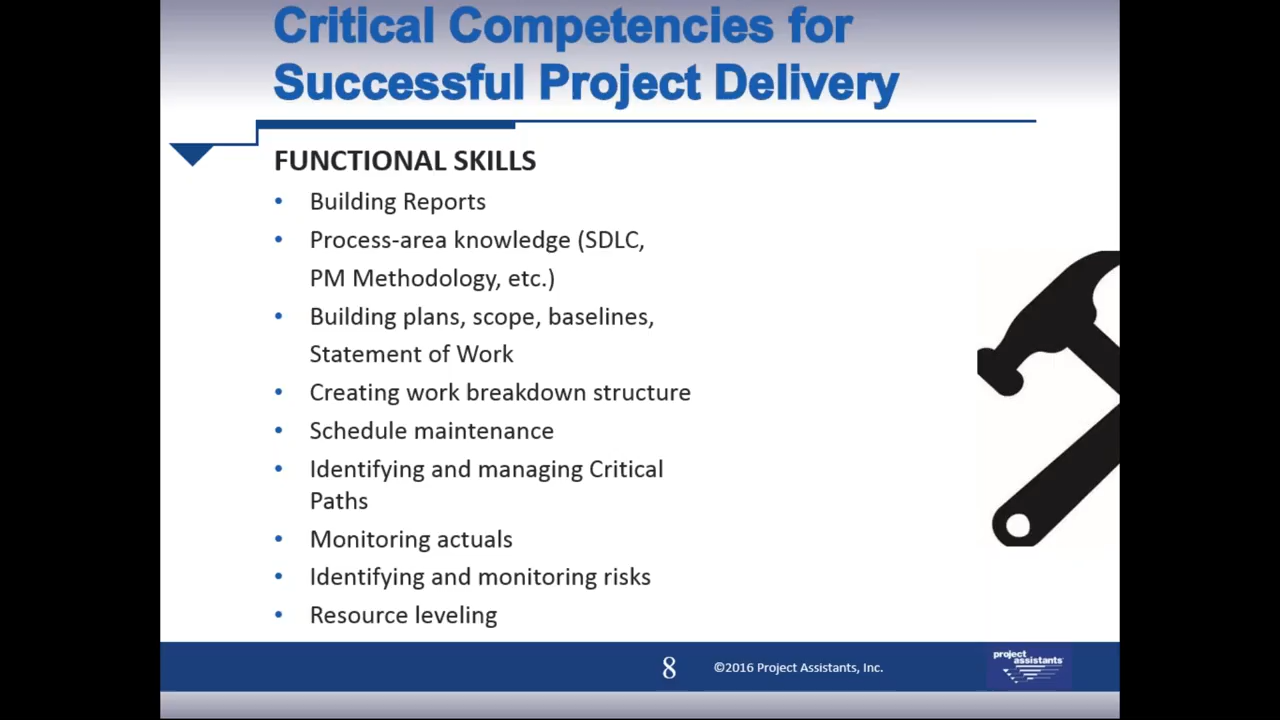 Critical Competencies for
Successful Project Delivery
FUNCTIONAL SKILLS
• Building Reports
• Process-area knowledge (SDLC,
PM Methodology, etc.)
• Building plans, scope, baselines,
Statement of Work
• Creating work breakdown structure
• Schedule maintenance
• Identifying and managing Critical
Paths
• Monitoring actuals
• Identifying and monitoring risks
• Resource leveling
8
©2016 Project Assistants, Inc.
project
assistants